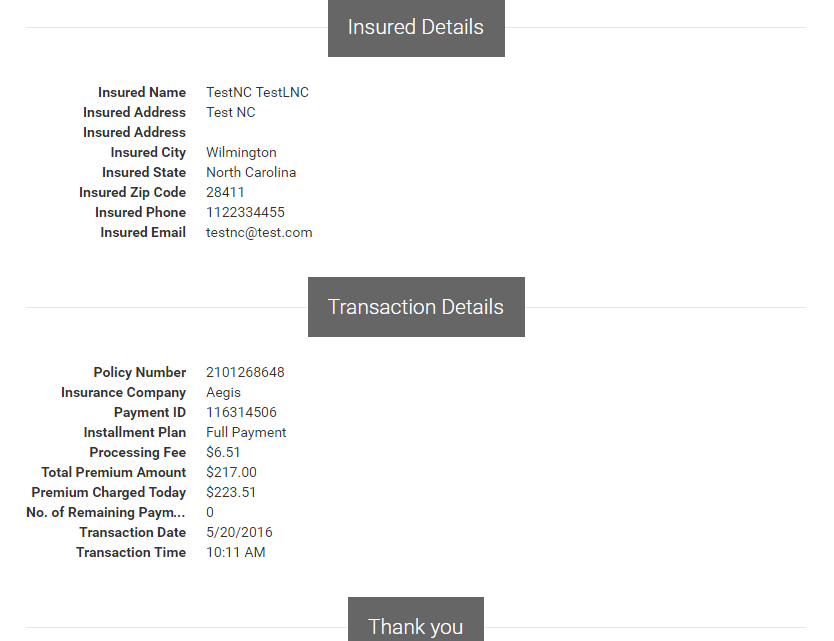 Insured Details
Insured Name TestNC TestLNC
Insured Address Test NC
Insured Address
Insured City Wilmington
Insured State North Carolina
Insured Zip Code 28411
Insured Phone 1122334455
Insured Email testnc@test.com
Transaction Details
Policy Number 2101268648
Insurance Company Aegis
Payment ID 116314506
Installment Plan Full Payment
Processing Fee $6.51
Total Premium Amount $217.00
Premium Charged Today $223.51
No. of Remaining Paym... 0
Transaction Date 5/20/2016
Transaction Time 10:11 AM
Thank you